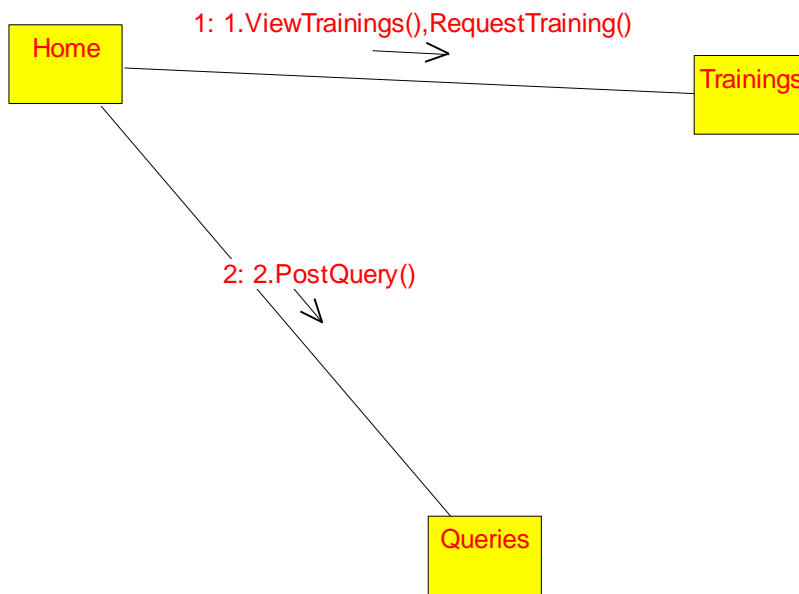 1: 1.ViewTrainings(),RequestTraining()
Home
Trainings
2: 2.PostQuery()
Queries